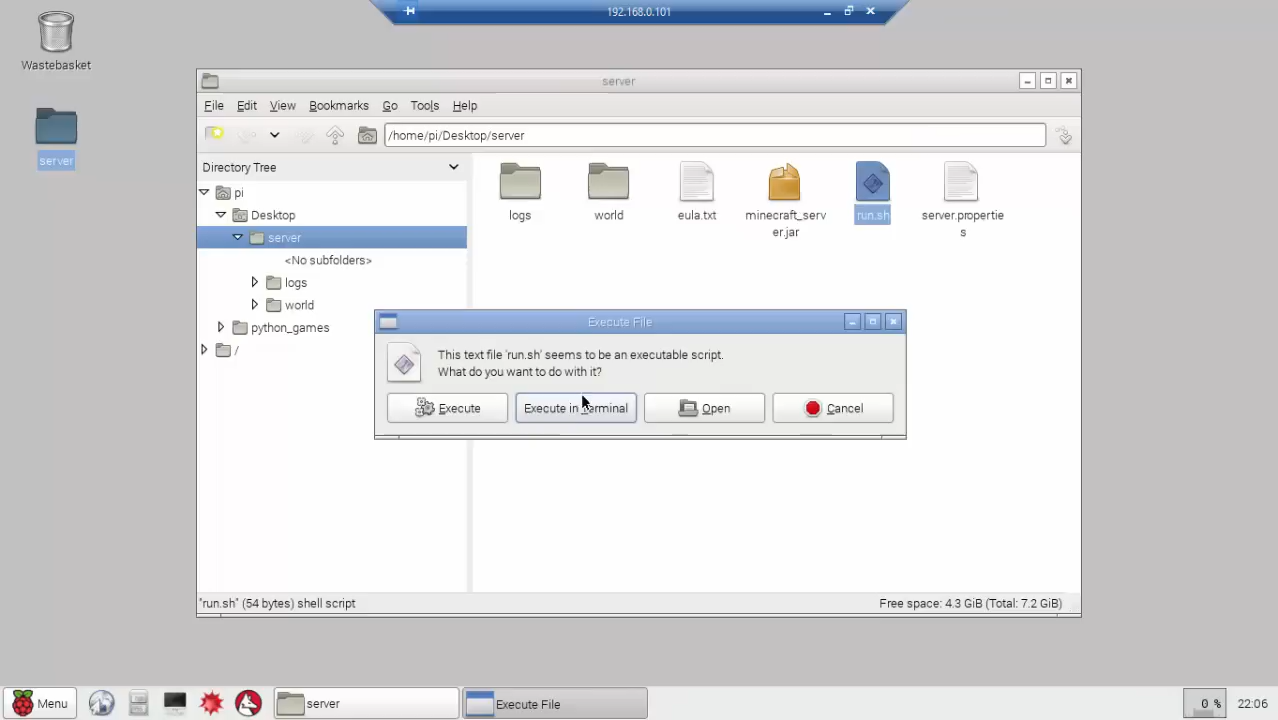 192.168.0.101
Wastebasket
server
server
File Edit View Bookmarks Go Tools Help
/home/pi/Desktop/server
Directory Tree
pi
Desktop
server
<No subfolders>
logs
world
python_games
/
logs
world
eula.txt
minecraft_serv
er.jar
run.sh
server.propertie
s
Execute File
This text file 'run.sh' seems to be an executable script.
What do you want to do with it?
Execute
Execute in Terminal
Open
Cancel
"run.sh" (54 bytes) shell script
Free space: 4.3 GiB (Total: 7.2 GiB)
Menu
server
Execute File
0 %
22:06